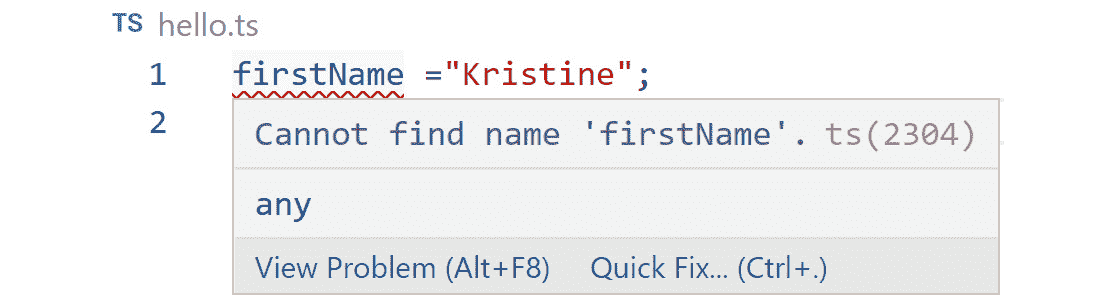 TS hello.ts
1 firstName ="Kristine";
2
Cannot find name 'firstName'. ts(2304)
any
View Problem (Alt+F8) Quick Fix... (Ctrl+.)